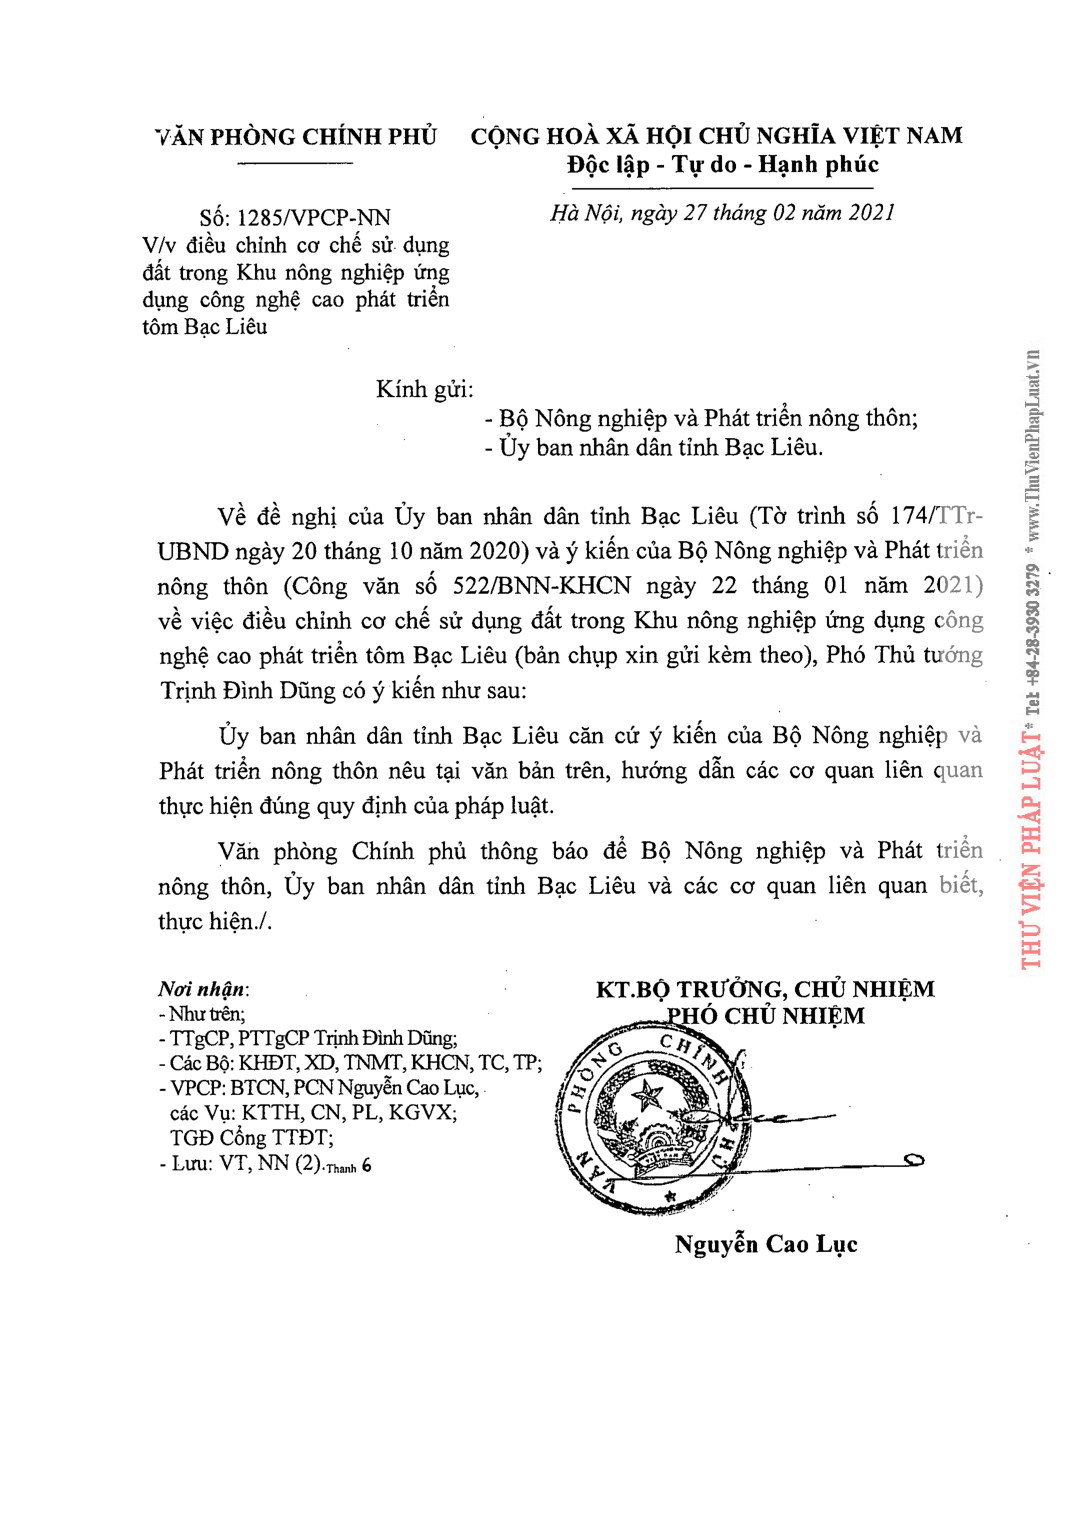 VĂN PHÒNG CHÍNH PHỦ
CỘNG HOÀ XÃ HỘI CHỦ NGHĨA VIỆT NAM
Độc lập - Tự do - Hạnh phúc
Số: 1285/VPCP-NN
V/v điều chỉnh cơ chế sử dụng
đất trong Khu nông nghiệp ứng
dụng công nghệ cao phát triển
tôm Bạc Liêu
Hà Nội, ngày 27 tháng 02 năm 2021
Kính gửi:
- Bộ Nông nghiệp và Phát triển nông thôn;
- Ủy ban nhân dân tỉnh Bạc Liêu.
Về đề nghị của Ủy ban nhân dân tỉnh Bạc Liêu (Tờ trình số 174/TTr-
UBND ngày 20 tháng 10 năm 2020) và ý kiến của Bộ Nông nghiệp và Phát triển
nông thôn (Công văn số 522/BNN-KHCN ngày 22 tháng 01 năm 2021)
về việc điều chỉnh cơ chế sử dụng đất trong Khu nông nghiệp ứng dụng công
nghệ cao phát triển tôm Bạc Liêu (bản chụp xin gửi kèm theo), Phó Thủ tướng
Trịnh Đình Dũng có ý kiến như sau:
Ủy ban nhân dân tỉnh Bạc Liêu căn cứ ý kiến của Bộ Nông nghiệp và
Phát triển nông thôn nêu tại văn bản trên, hướng dẫn các cơ quan liên quan
thực hiện đúng quy định của pháp luật.
Văn phòng Chính phủ thông báo để Bộ Nông nghiệp và Phát triển
nông thôn, Ủy ban nhân dân tỉnh Bạc Liêu và các cơ quan liên quan biết,
thực hiện./.
Nơi nhận:
- Như trên;
- TTgCP, PTTgCP Trịnh Đình Dũng;
- Các Bộ: KHĐT, XD, TNMT, KHCN, TC, TP;
- VPCP: BTCN, PCN Nguyễn Cao Lục,
các Vụ: KTTH, CN, PL, KGVX;
TGĐ Cổng TTĐT;
- Lưu: VT, NN (2).Thanh 6
KT.BỘ TRƯỞNG, CHỦ NHIỆM
PHÓ CHỦ NHIỆM
VĂN PHÒNG CHÍNH PHỦ
VIỆT NAM
Nguyễn Cao Lục
THƯ VIỆN PHÁP LUẬT * Tel: +84-28-3930 3279 * www.ThuVienPhapLuat.vn